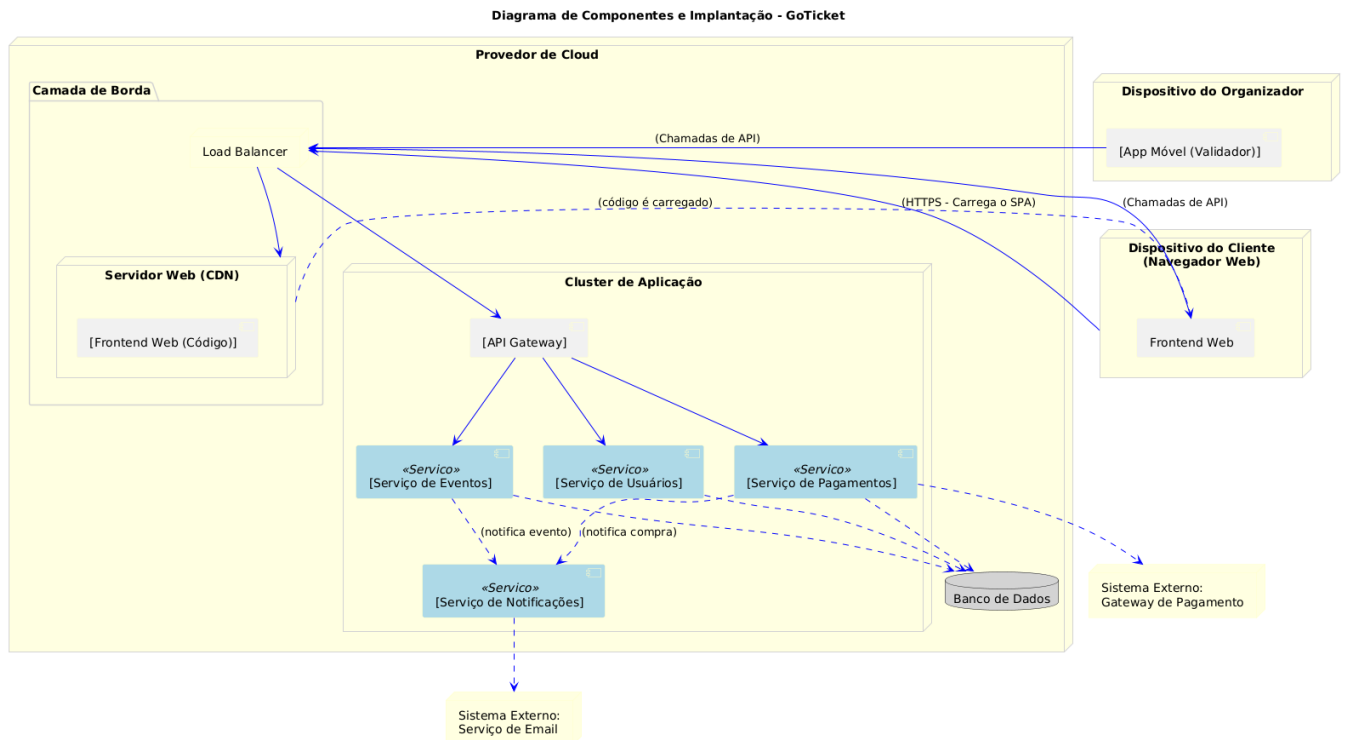 Diagrama de Componentes e Implantação - GoTicket
Provedor de Cloud
Camada de Borda
Dispositivo do Organizador
(Chamadas de API)
Load Balancer
[App Móvel (Validador)]
(código é carregado)
(HTTPS - Carrega o SPA)
(Chamadas de API)
Dispositivo do Cliente
(Navegador Web)
Servidor Web (CDN)
Cluster de Aplicação
[Frontend Web (Código)]
[API Gateway]
Frontend Web
«Servico»
[Serviço de Eventos]
«Servico»
[Serviço de Usuários]
«Servico»
[Serviço de Pagamentos]
(notifica evento)
(notifica compra)
«Servico»
[Serviço de Notificações]
Banco de Dados
Sistema Externo:
Gateway de Pagamento
Sistema Externo:
Serviço de Email